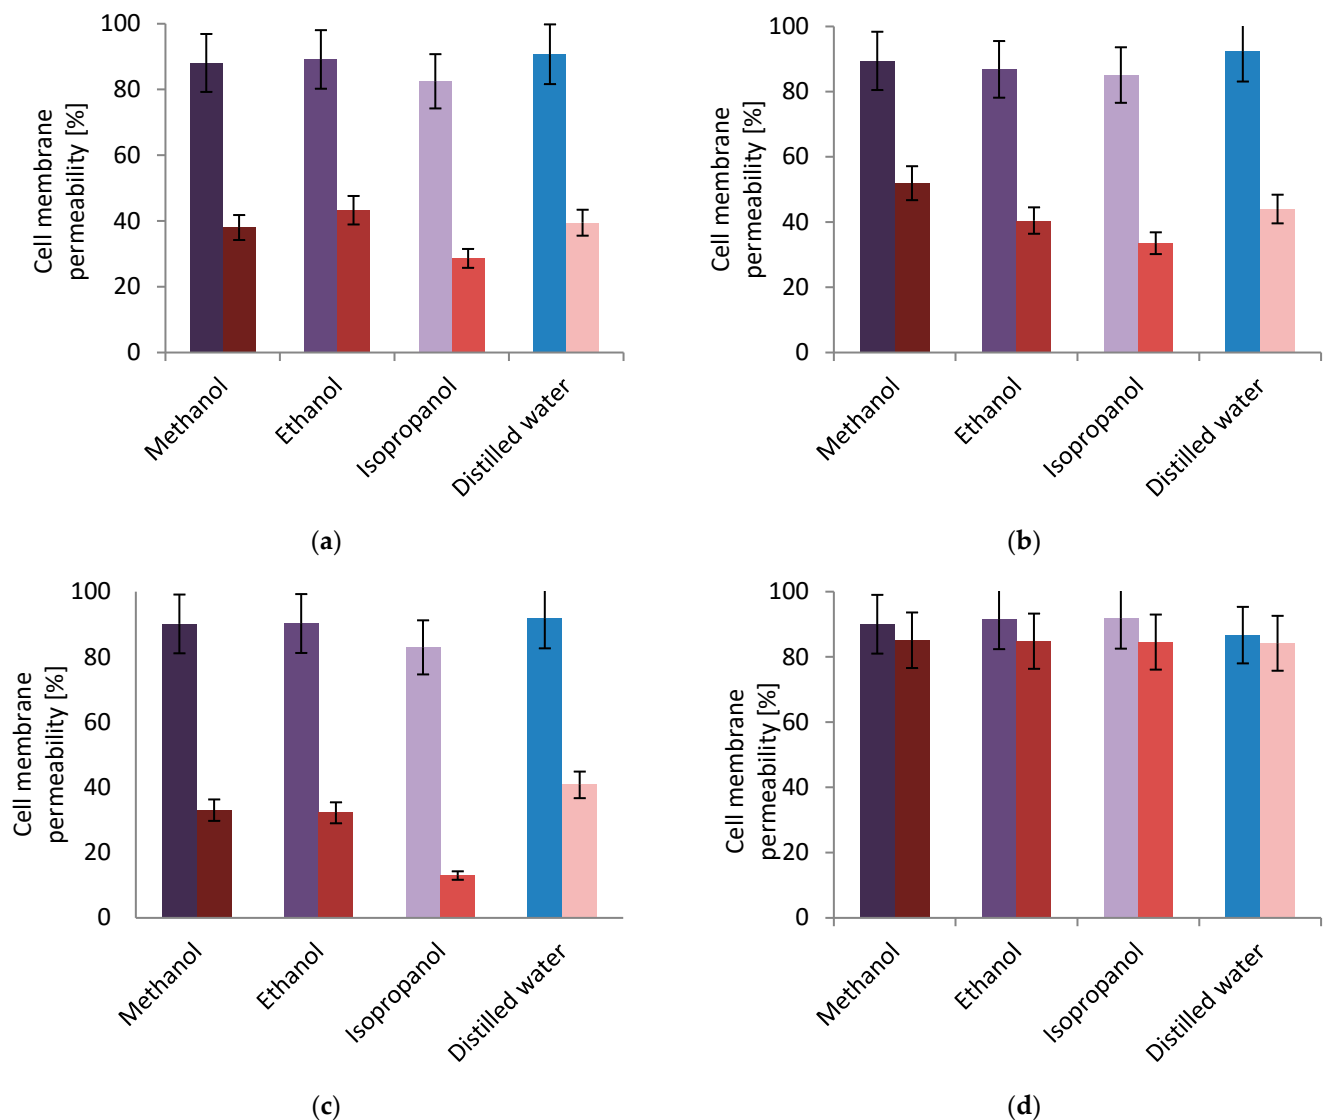 Cell membrane
permeability [%]
100
80
60
40
20
0
Methanol
Ethanol
Isopropanol
Distilled water
(a)
Cell membrane
permeability [%]
100
80
60
40
20
0
Methanol
Ethanol
Isopropanol
Distilled water
(b)
Cell membrane
permeability [%]
100
80
60
40
20
0
Methanol
Ethanol
Isopropanol
Distilled water
(c)
Cell membrane
permeability [%]
100
80
60
40
20
0
Methanol
Ethanol
Isopropanol
Distilled water
(d)